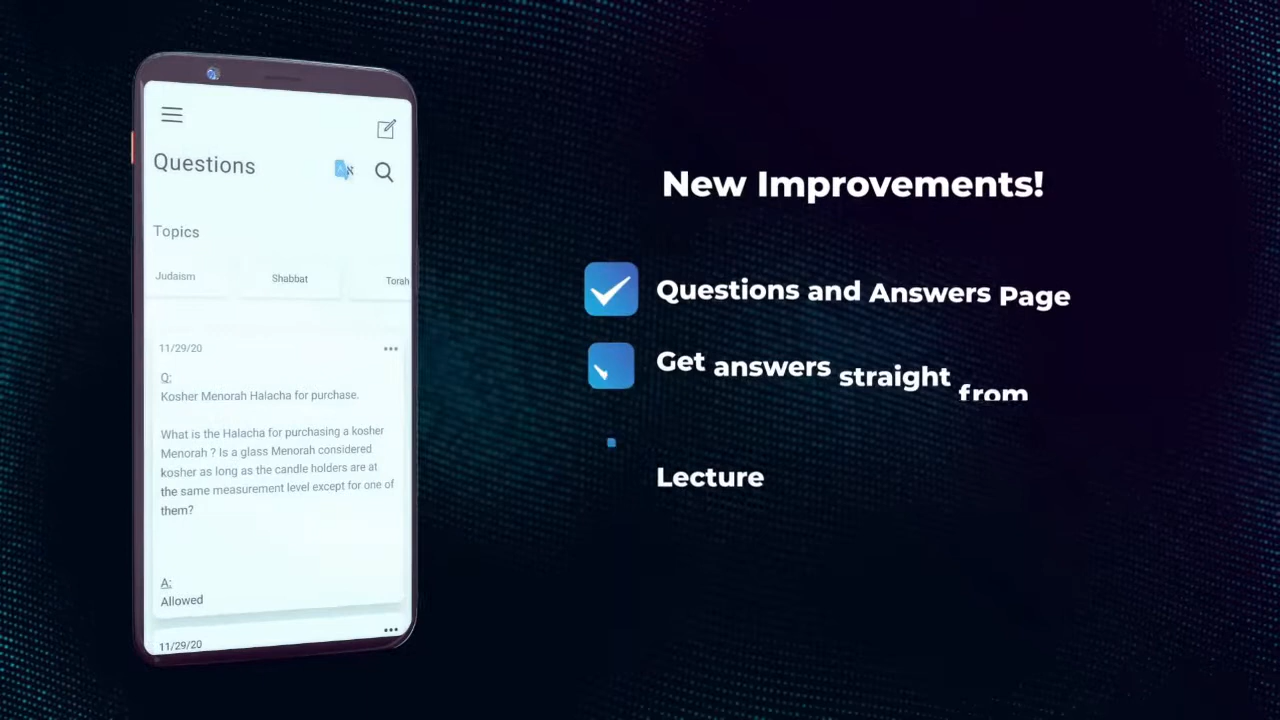 Questions
Topics
Judaism
Shabbat
Torah
11/29/20
Q:
Kosher Menorah Halacha for purchase.
What is the Halacha for purchasing a kosher
Menorah ? Is a glass Menorah considered
kosher as long as the candle holders are at
the same measurement level except for one of
them?
A:
Allowed
11/29/20
New Improvements!
Questions and Answers Page
Get answers straight from
Lecture